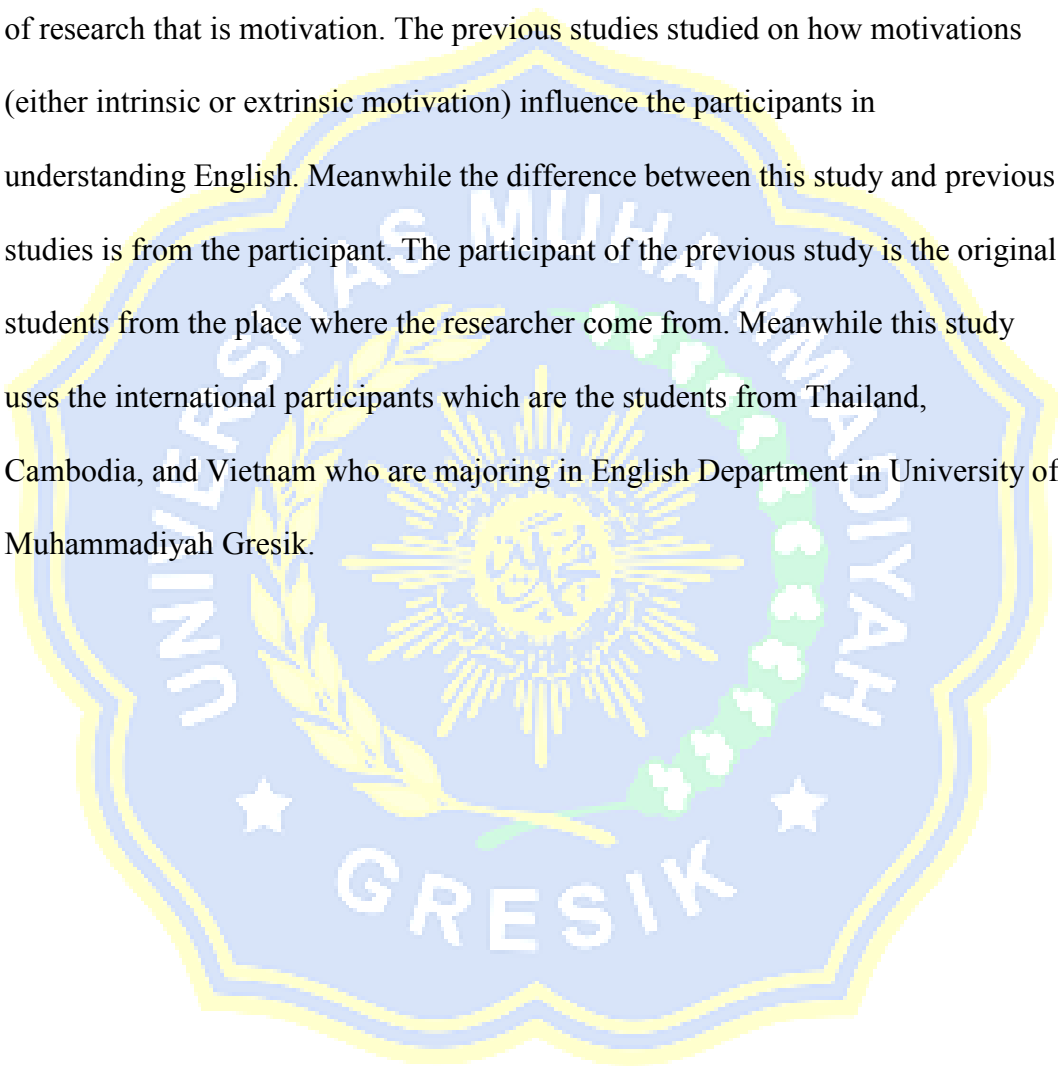 of research that is motivation. The previous studies studied on how motivations
(either intrinsic or extrinsic motivation) influence the participants in
understanding English. Meanwhile the difference between this study and previous
studies is from the participant. The participant of the previous study is the original
students from the place where the researcher come from. Meanwhile this study
uses the international participants which are the students from Thailand,
Cambodia, and Vietnam who are majoring in English Department in University of
Muhammadiyah Gresik.
UNIVERSITAS MUHAMMADIYAH
GRESIK